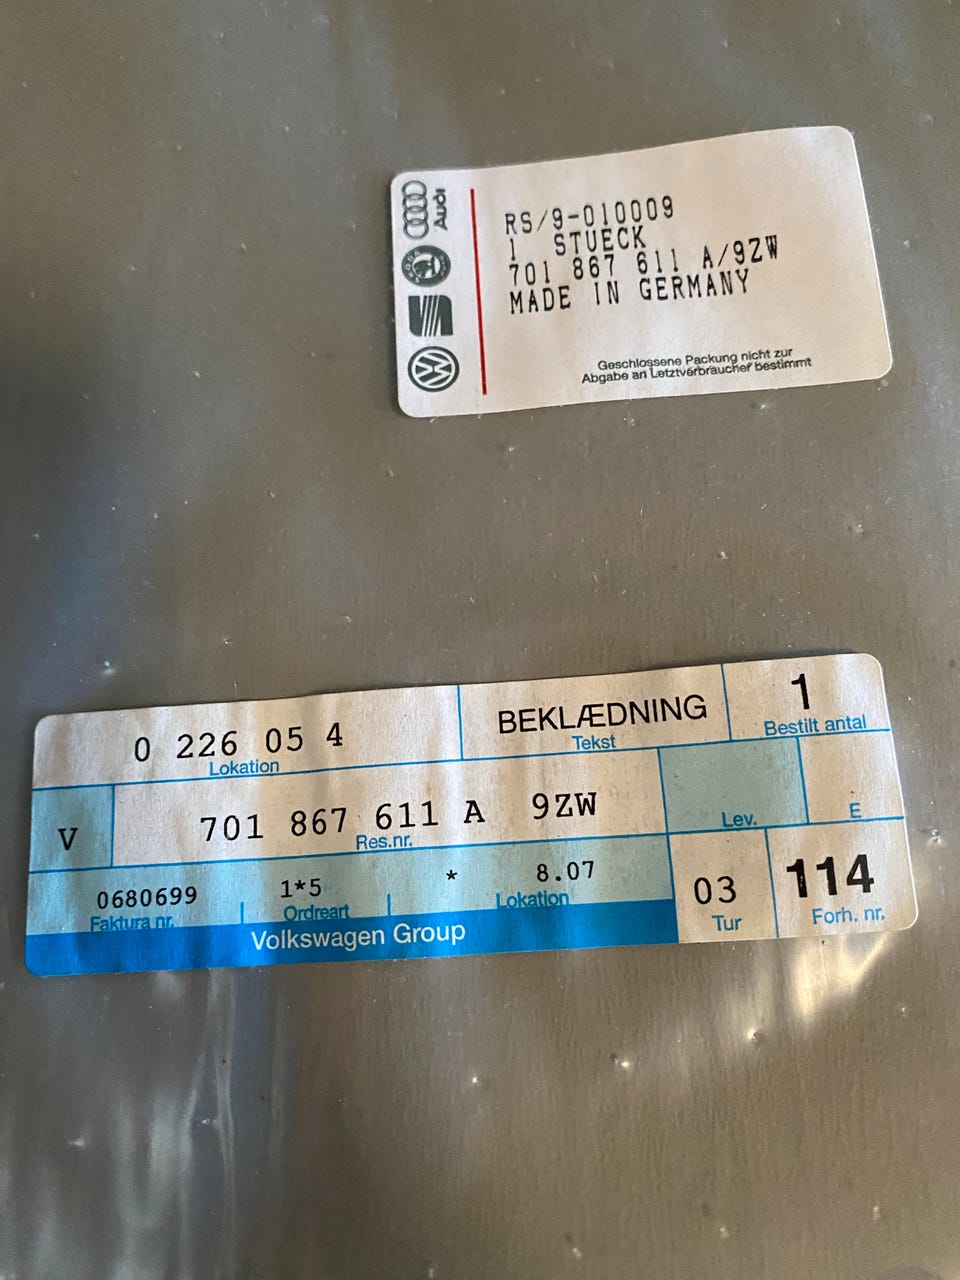 Audi
RS/9-010009
1 STUECK
701 867 611 A/9ZW
MADE IN GERMANY
Geschlossene Packung nicht zur
Abgabe an Letztverbraucher bestimmt
0 226 05 4
Lokation
BEKLÆDNING
Tekst
1
Bestilt antal
V
701 867 611 A 9ZW
Res.nr.
Lev.
E
0680699
Faktura nr.
1*5
Ordreart
*
8.07
Lokation
03
Tur
114
Forh. nr.
Volkswagen Group